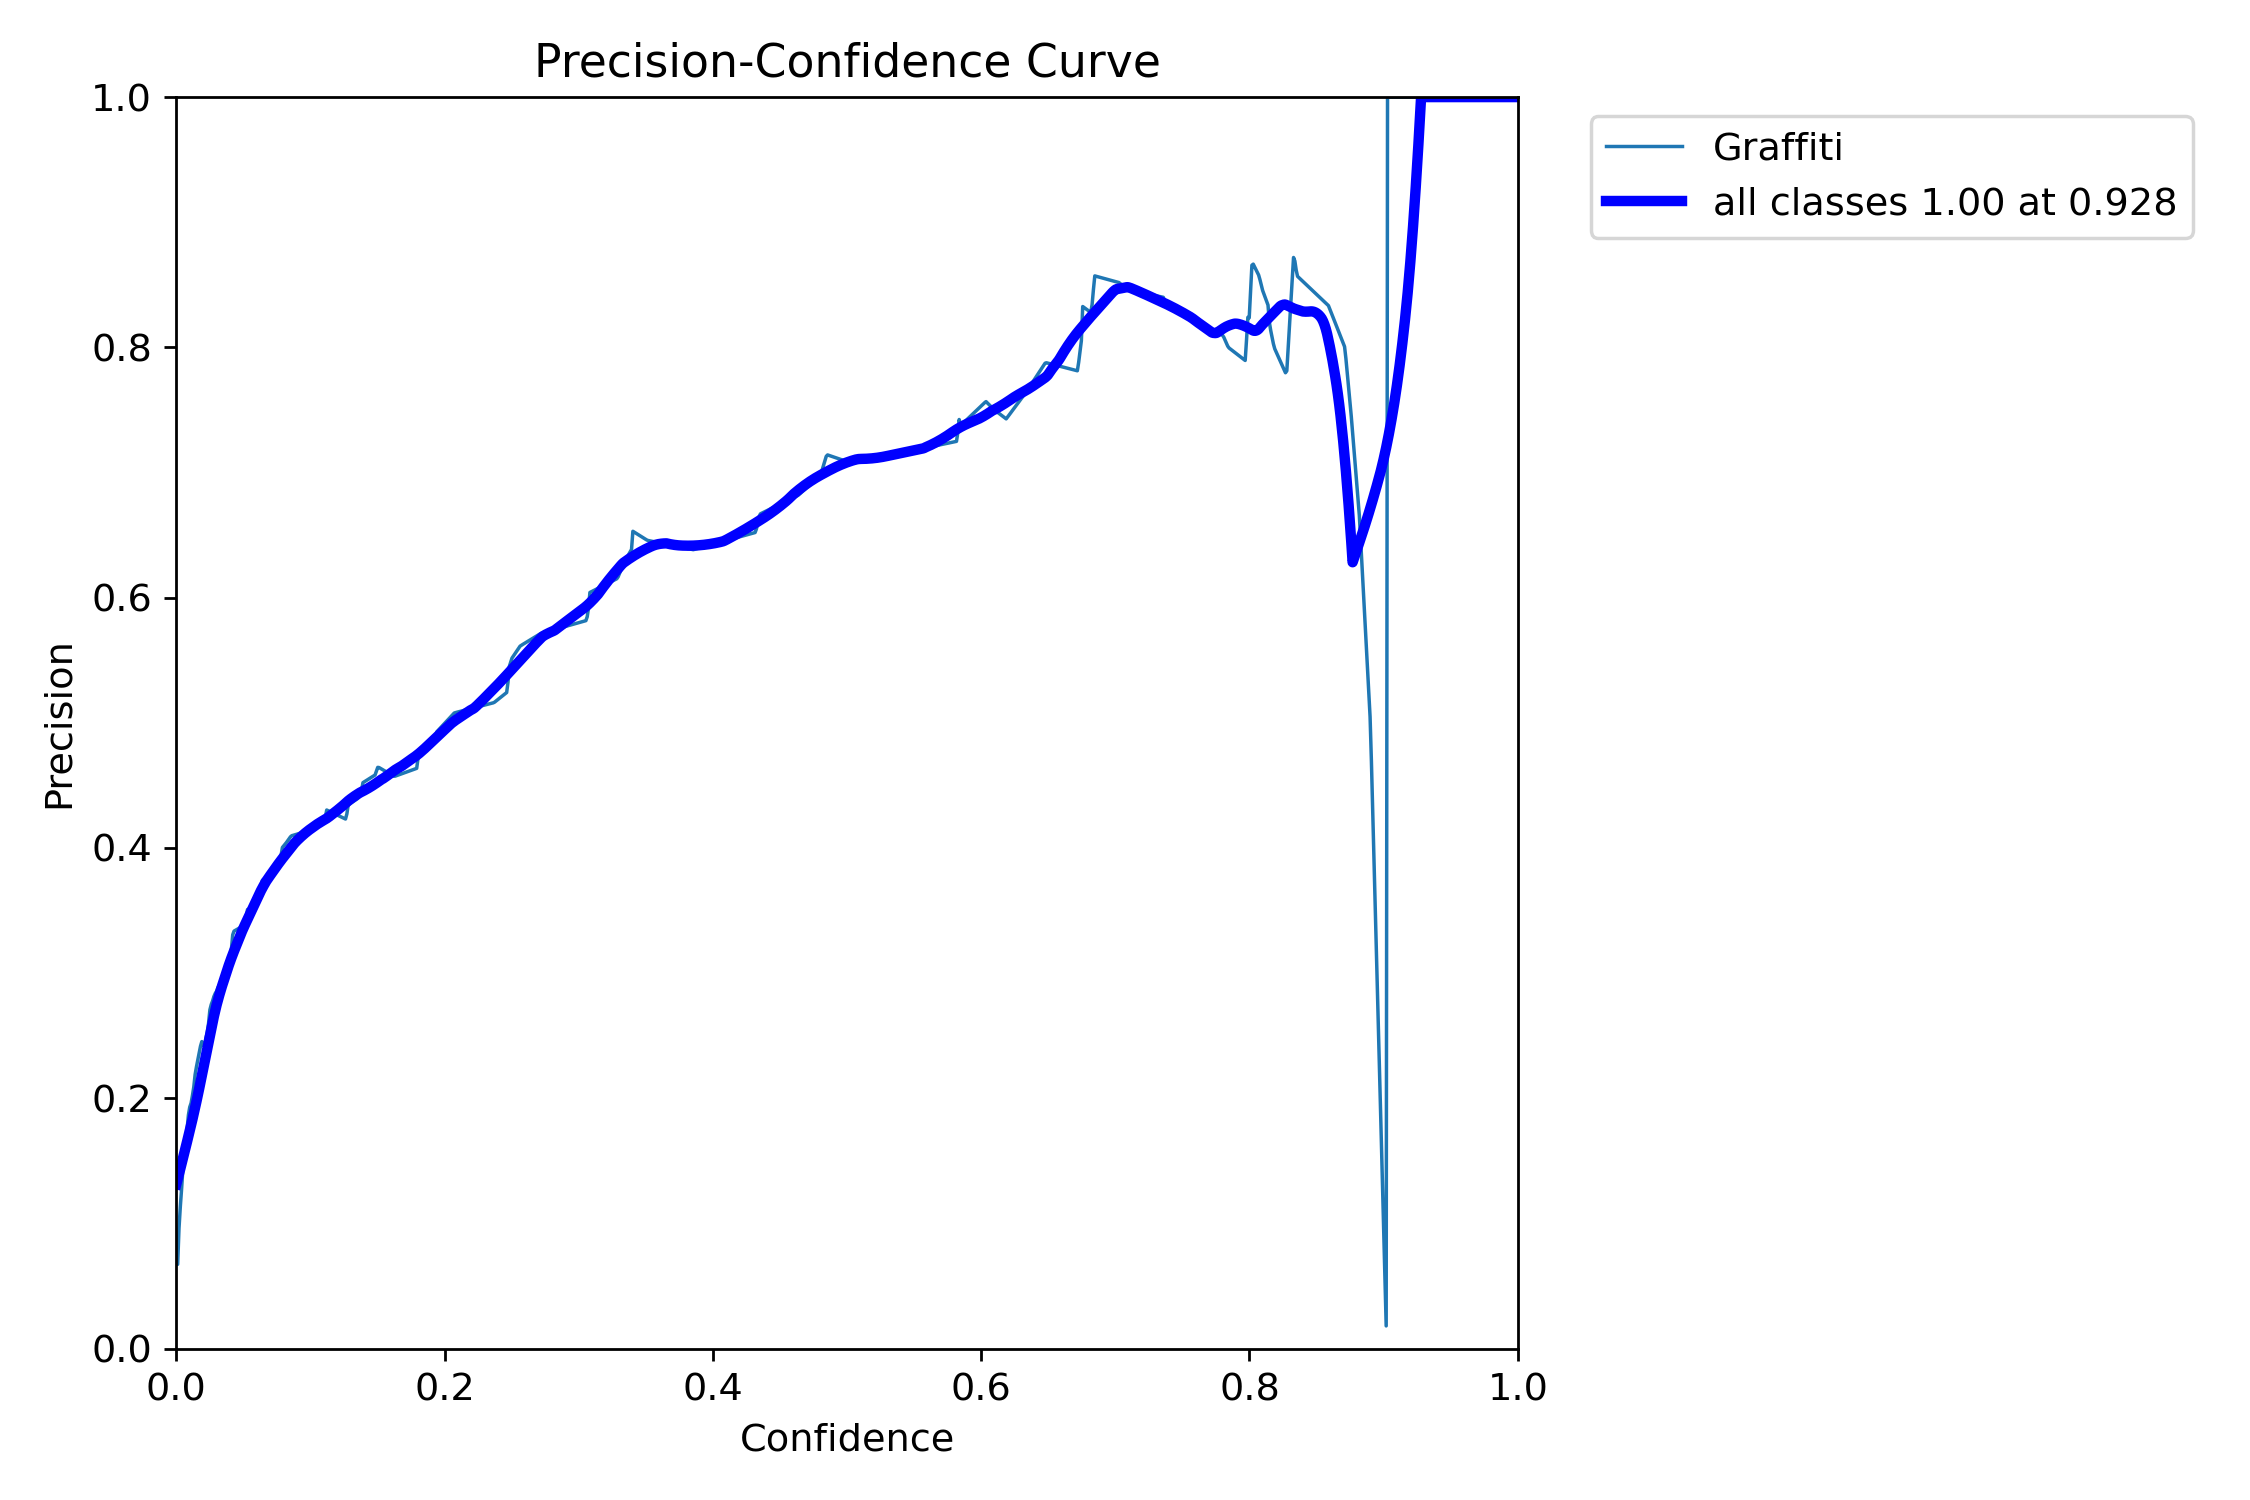 Precision-Confidence Curve
1.0
0.8
0.6
0.4
0.2
0.0
Precision
0.0 0.2 0.4 0.6 0.8 1.0
Confidence
Graffiti
all classes 1.00 at 0.928